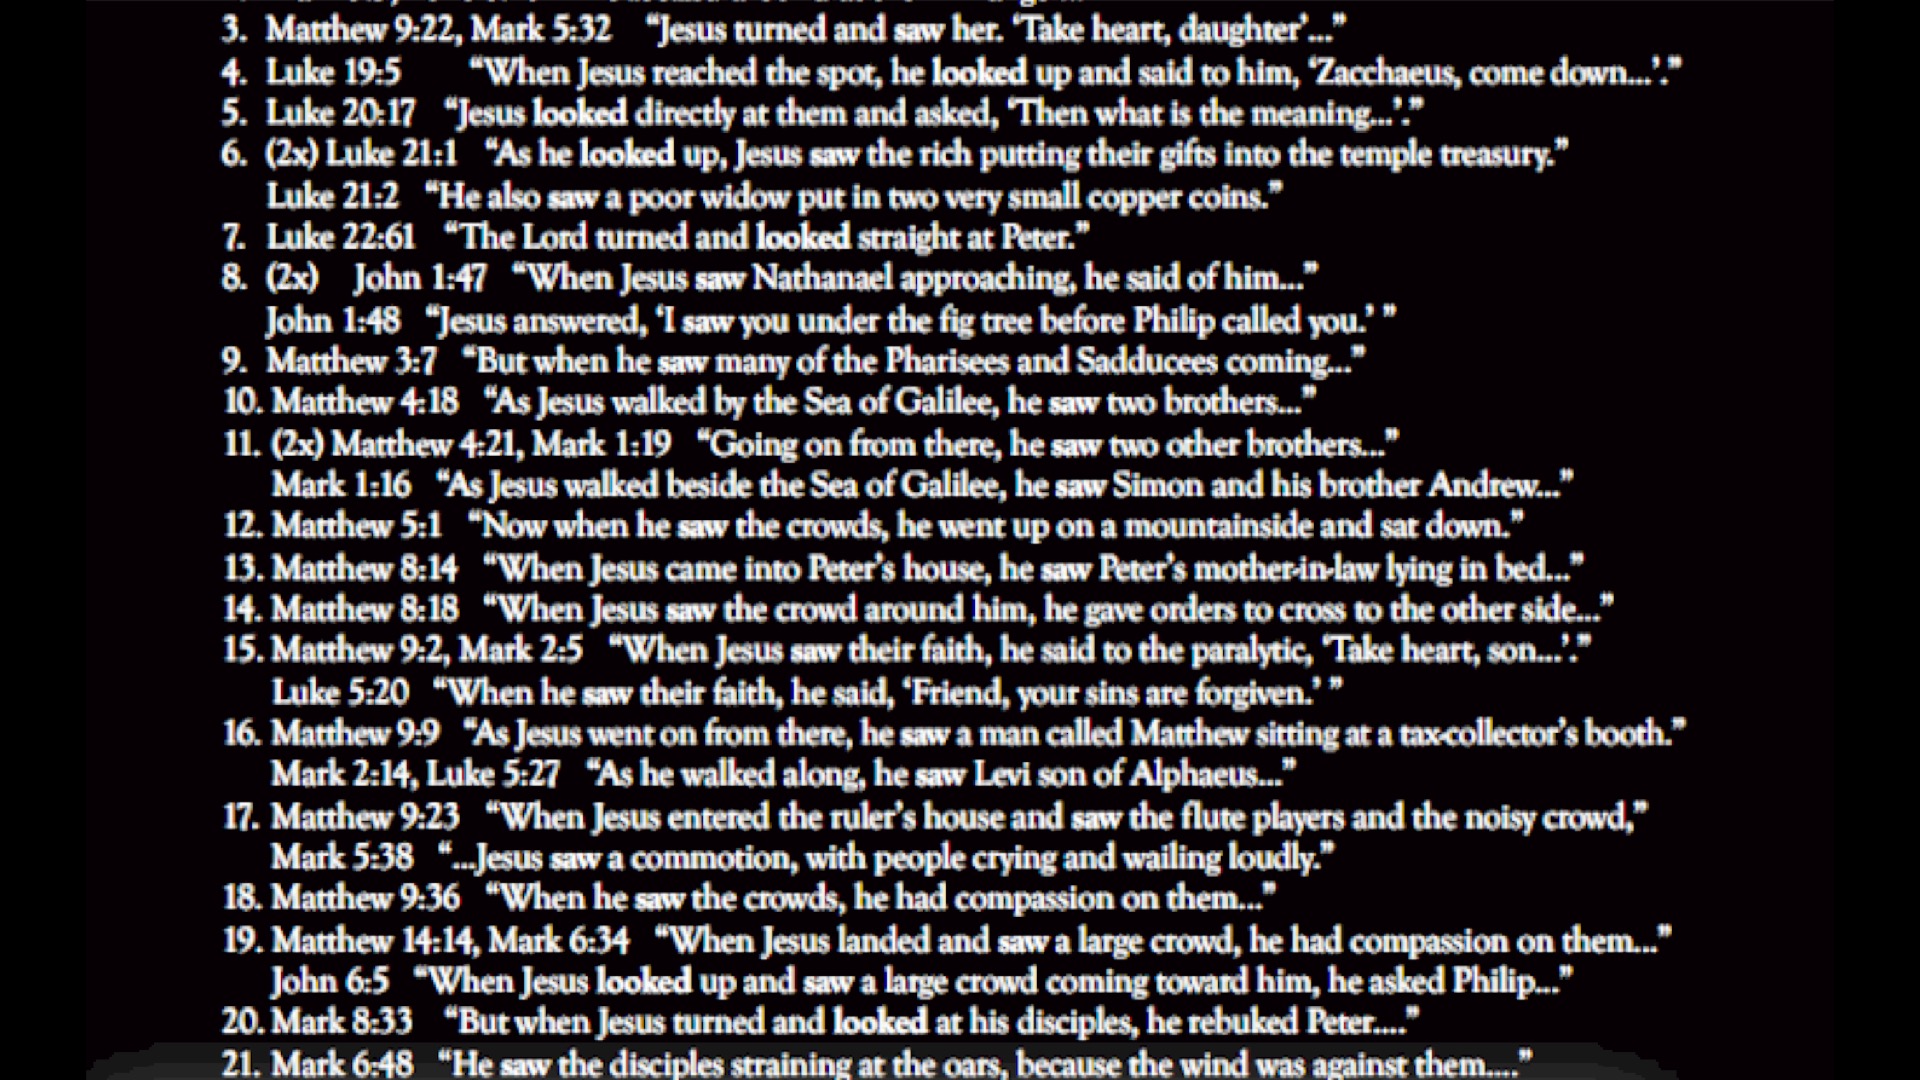 3. Matthew 9:22, Mark 5:32 “Jesus turned and saw her. ‘Take heart, daughter’...”
4. Luke 19:5 “When Jesus reached the spot, he looked up and said to him, ‘Zacchaeus, come down...’.”
5. Luke 20:17 “Jesus looked directly at them and asked, ‘Then what is the meaning...’.”
6. (2x) Luke 21:1 “As he looked up, Jesus saw the rich putting their gifts into the temple treasury.”
Luke 21:2 “He also saw a poor widow put in two very small copper coins.”
7. Luke 22:61 “The Lord turned and looked straight at Peter.”
8. (2x) John 1:47 “When Jesus saw Nathanael approaching, he said of him...”
John 1:48 “Jesus answered, ‘I saw you under the fig tree before Philip called you.’ ”
9. Matthew 3:7 “But when he saw many of the Pharisees and Sadducees coming...”
10. Matthew 4:18 “As Jesus walked by the Sea of Galilee, he saw two brothers...”
11. (2x) Matthew 4:21, Mark 1:19 “Going on from there, he saw two other brothers...”
Mark 1:16 “As Jesus walked beside the Sea of Galilee, he saw Simon and his brother Andrew...”
12. Matthew 5:1 “Now when he saw the crowds, he went up on a mountainside and sat down.”
13. Matthew 8:14 “When Jesus came into Peter’s house, he saw Peter’s mother-in-law lying in bed...”
14. Matthew 8:18 “When Jesus saw the crowd around him, he gave orders to cross to the other side...”
15. Matthew 9:2, Mark 2:5 “When Jesus saw their faith, he said to the paralytic, ‘Take heart, son...’.”
Luke 5:20 “When he saw their faith, he said, ‘Friend, your sins are forgiven.’ ”
16. Matthew 9:9 “As Jesus went on from there, he saw a man called Matthew sitting at a tax-collector’s booth.”
Mark 2:14, Luke 5:27 “As he walked along, he saw Levi son of Alphaeus...”
17. Matthew 9:23 “When Jesus entered the ruler’s house and saw the flute players and the noisy crowd,”
Mark 5:38 “...Jesus saw a commotion, with people crying and wailing loudly.”
18. Matthew 9:36 “When he saw the crowds, he had compassion on them...”
19. Matthew 14:14, Mark 6:34 “When Jesus landed and saw a large crowd, he had compassion on them...”
John 6:5 “When Jesus looked up and saw a large crowd coming toward him, he asked Philip...”
20. Mark 8:33 “But when Jesus turned and looked at his disciples, he rebuked Peter....”
21. Mark 6:48 “He saw the disciples straining at the oars, because the wind was against them....”